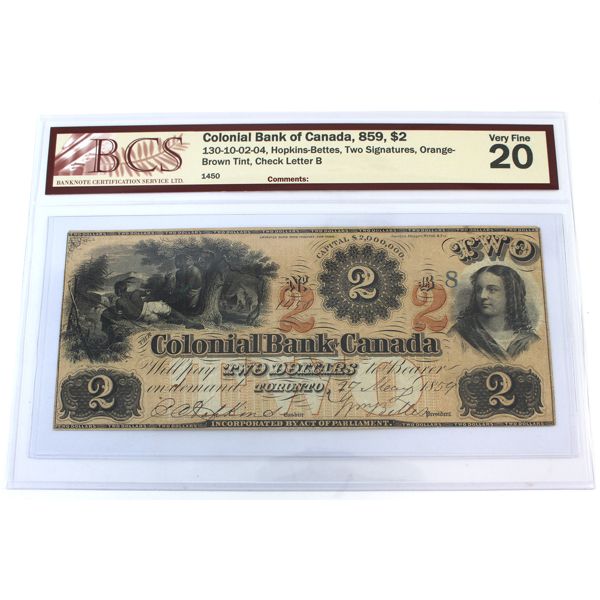 BCS
BANKNOTE CERTIFICATION SERVICE LTD.
Colonial Bank of Canada, 859, $2
130-10-02-04, Hopkins-Bettes, Two Signatures, Orange-
Brown Tint, Check Letter B
1450
Comments:
Very Fine
20
CAPITAL $2,000,000.
TWO
No
2
B
8
2
2
THE
Colonial Bank of Canada
Will pay TWO DOLLARS to Bearer
on demand
TORONTO
27 May 1859
2
2
Cashier
President
INCORPORATED BY ACT OF PARLIAMENT.